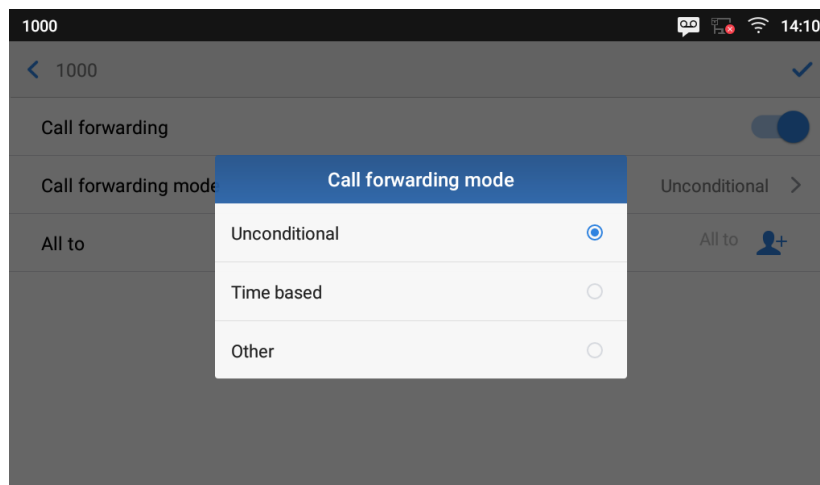 1000
14:10
1000
Call forwarding
Call forwarding mode
Unconditional
All to
All to
Call forwarding mode
Unconditional
Time based
Other